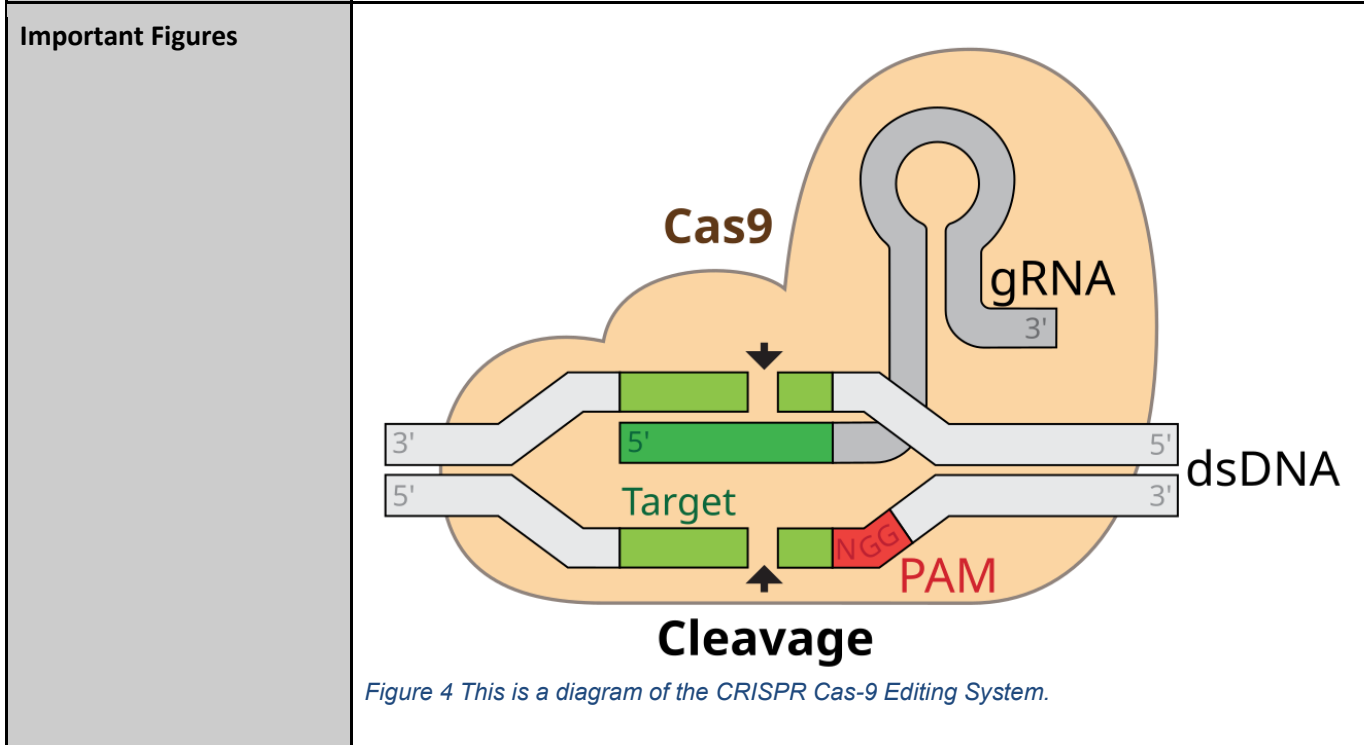 Important Figures
Cas9
gRNA
3'
3'
5'
5'
dsDNA
5'
3'
Target
NGG
PAM
Cleavage
Figure 4 This is a diagram of the CRISPR Cas-9 Editing System.